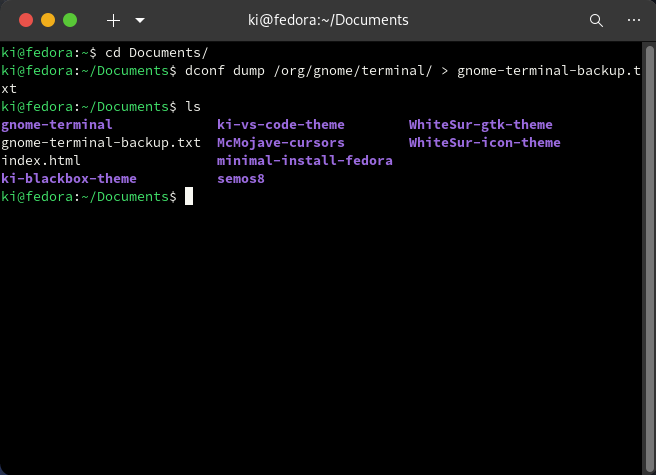 ki@fedora:~/Documents
ki@fedora:~$ cd Documents/
ki@fedora:~/Documents$ dconf dump /org/gnome/terminal/ > gnome-terminal-backup.t
xt
ki@fedora:~/Documents$ ls
gnome-terminal ki-vs-code-theme WhiteSur-gtk-theme
gnome-terminal-backup.txt McMojave-cursors WhiteSur-icon-theme
index.html minimal-install-fedora
ki-blackbox-theme semos8
ki@fedora:~/Documents$